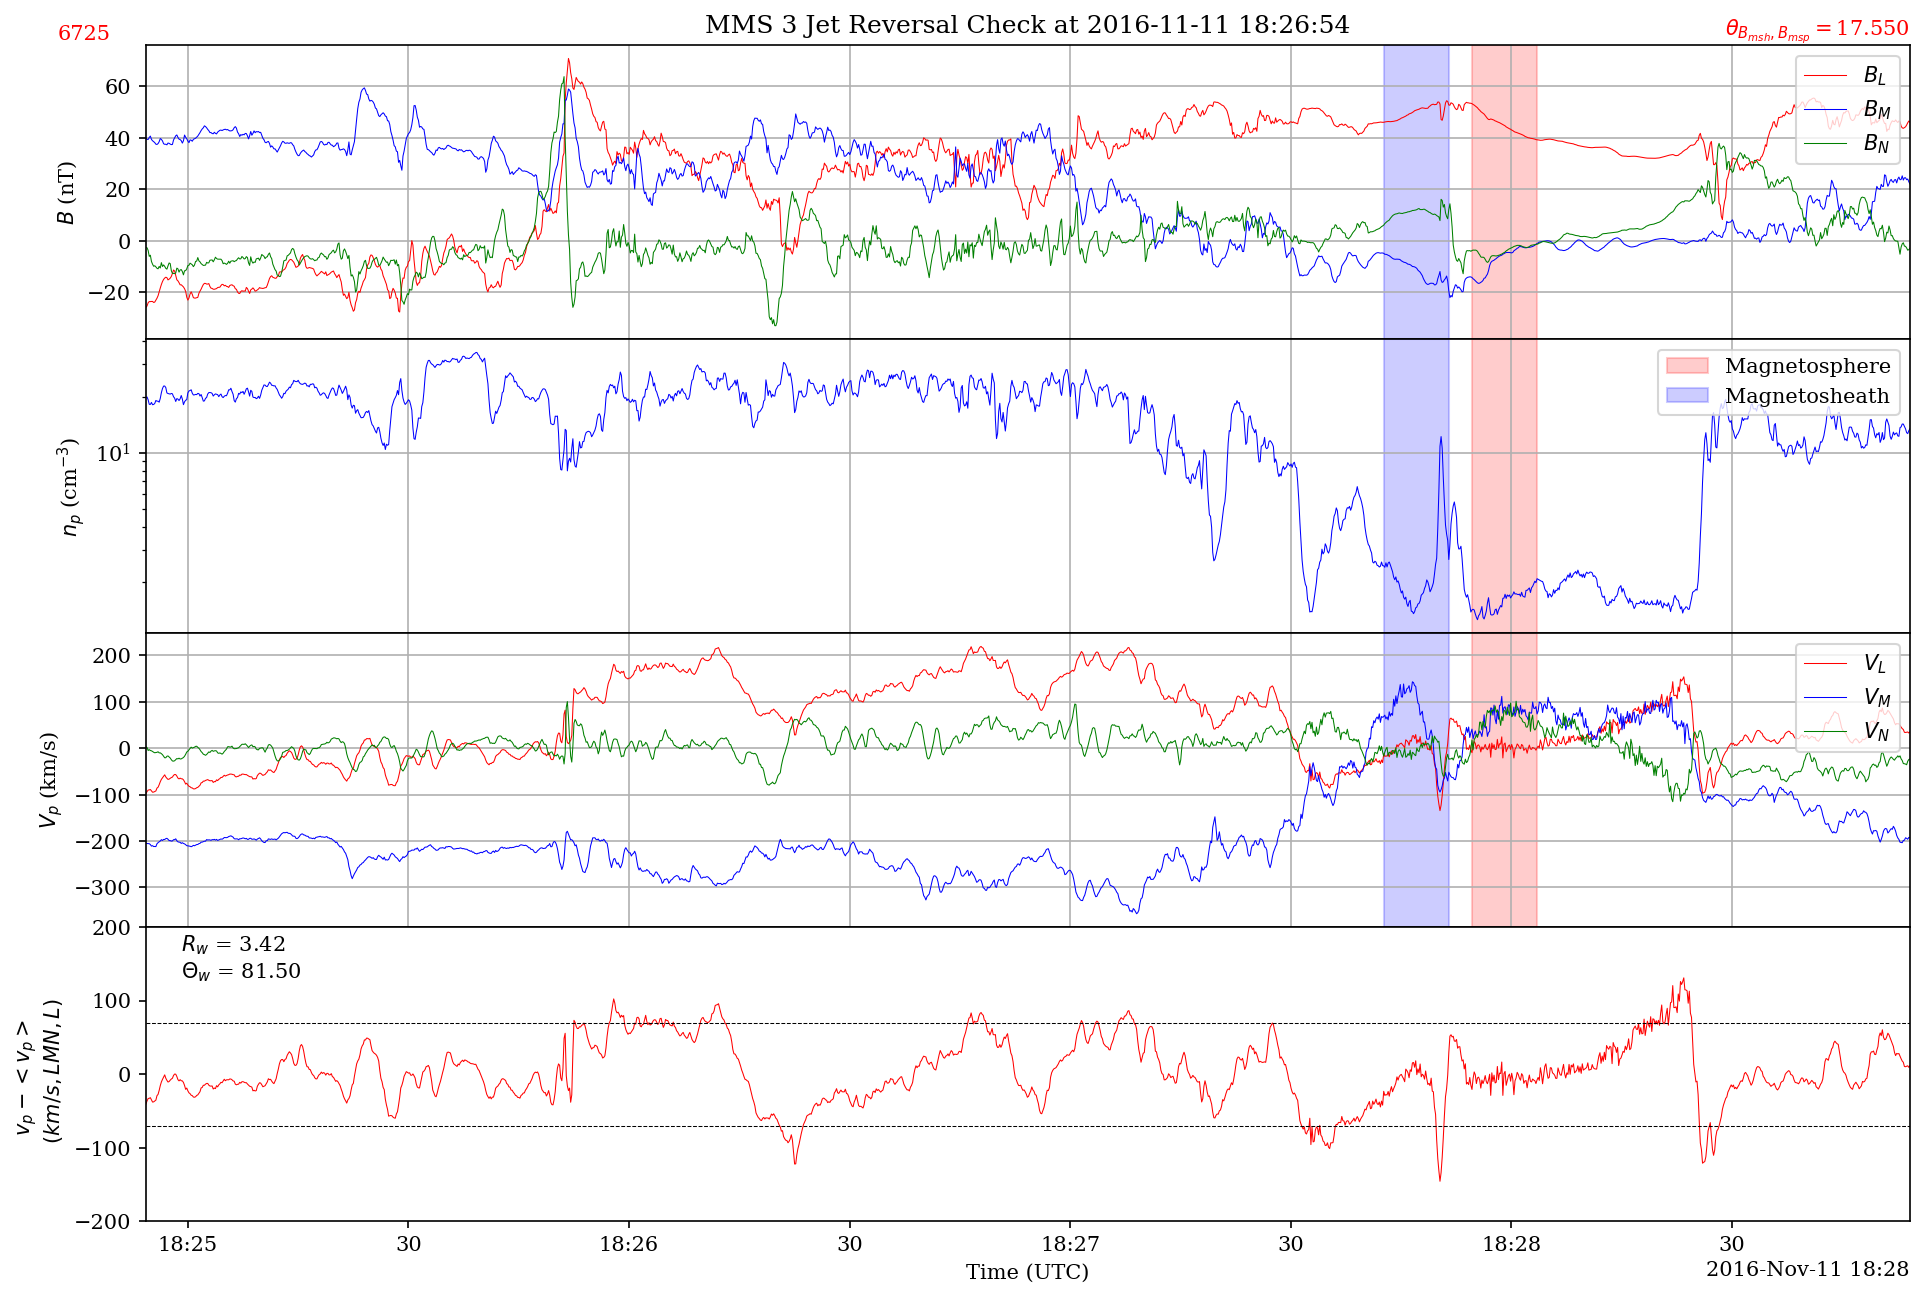 6725
MMS 3 Jet Reversal Check at 2016-11-11 18:26:54
θ_{B_{msh}, B_{msp}} = 17.550
B (nT)
60
40
20
0
−20
B_L
B_M
B_N
n_p (cm^{−3})
10^1
Magnetosphere
Magnetosheath
V_p (km/s)
200
100
0
−100
−200
−300
V_L
V_M
V_N
v_p − < v_p >
(km/s, LMN, L)
200
100
0
−100
−200
R_w = 3.42
Θ_w = 81.50
18:25
30
18:26
30
18:27
30
18:28
30
Time (UTC)
2016-Nov-11 18:28